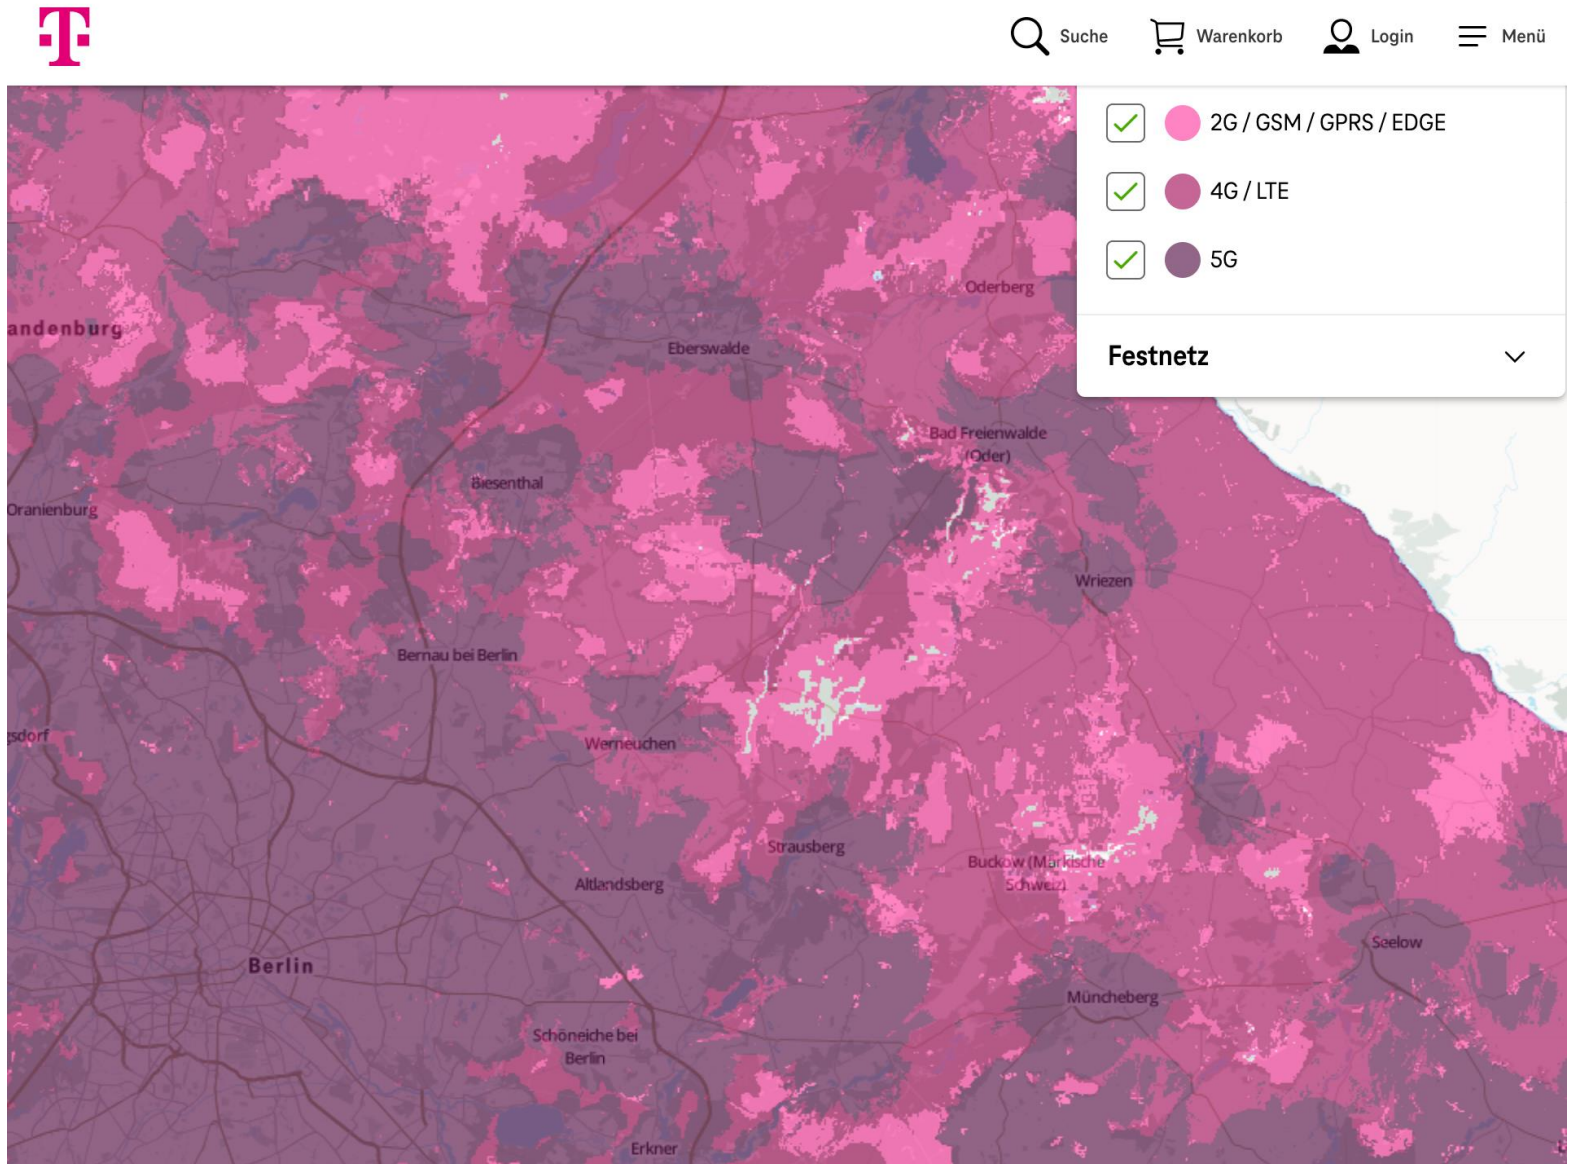 T
Suche
Warenkorb
Login
Menü
2G / GSM / GPRS / EDGE
4G / LTE
5G
Festnetz
Oderberg
andenburg
Eberswalde
Bad Freienwalde
(Oder)
Biesenthal
Oranienburg
Wriezen
Bernau bei Berlin
gsdorf
Werneuchen
Strausberg
Buckow (Märkische
Schweiz)
Altlandsberg
Seelow
Berlin
Müncheberg
Schöneiche bei
Berlin
Erkner